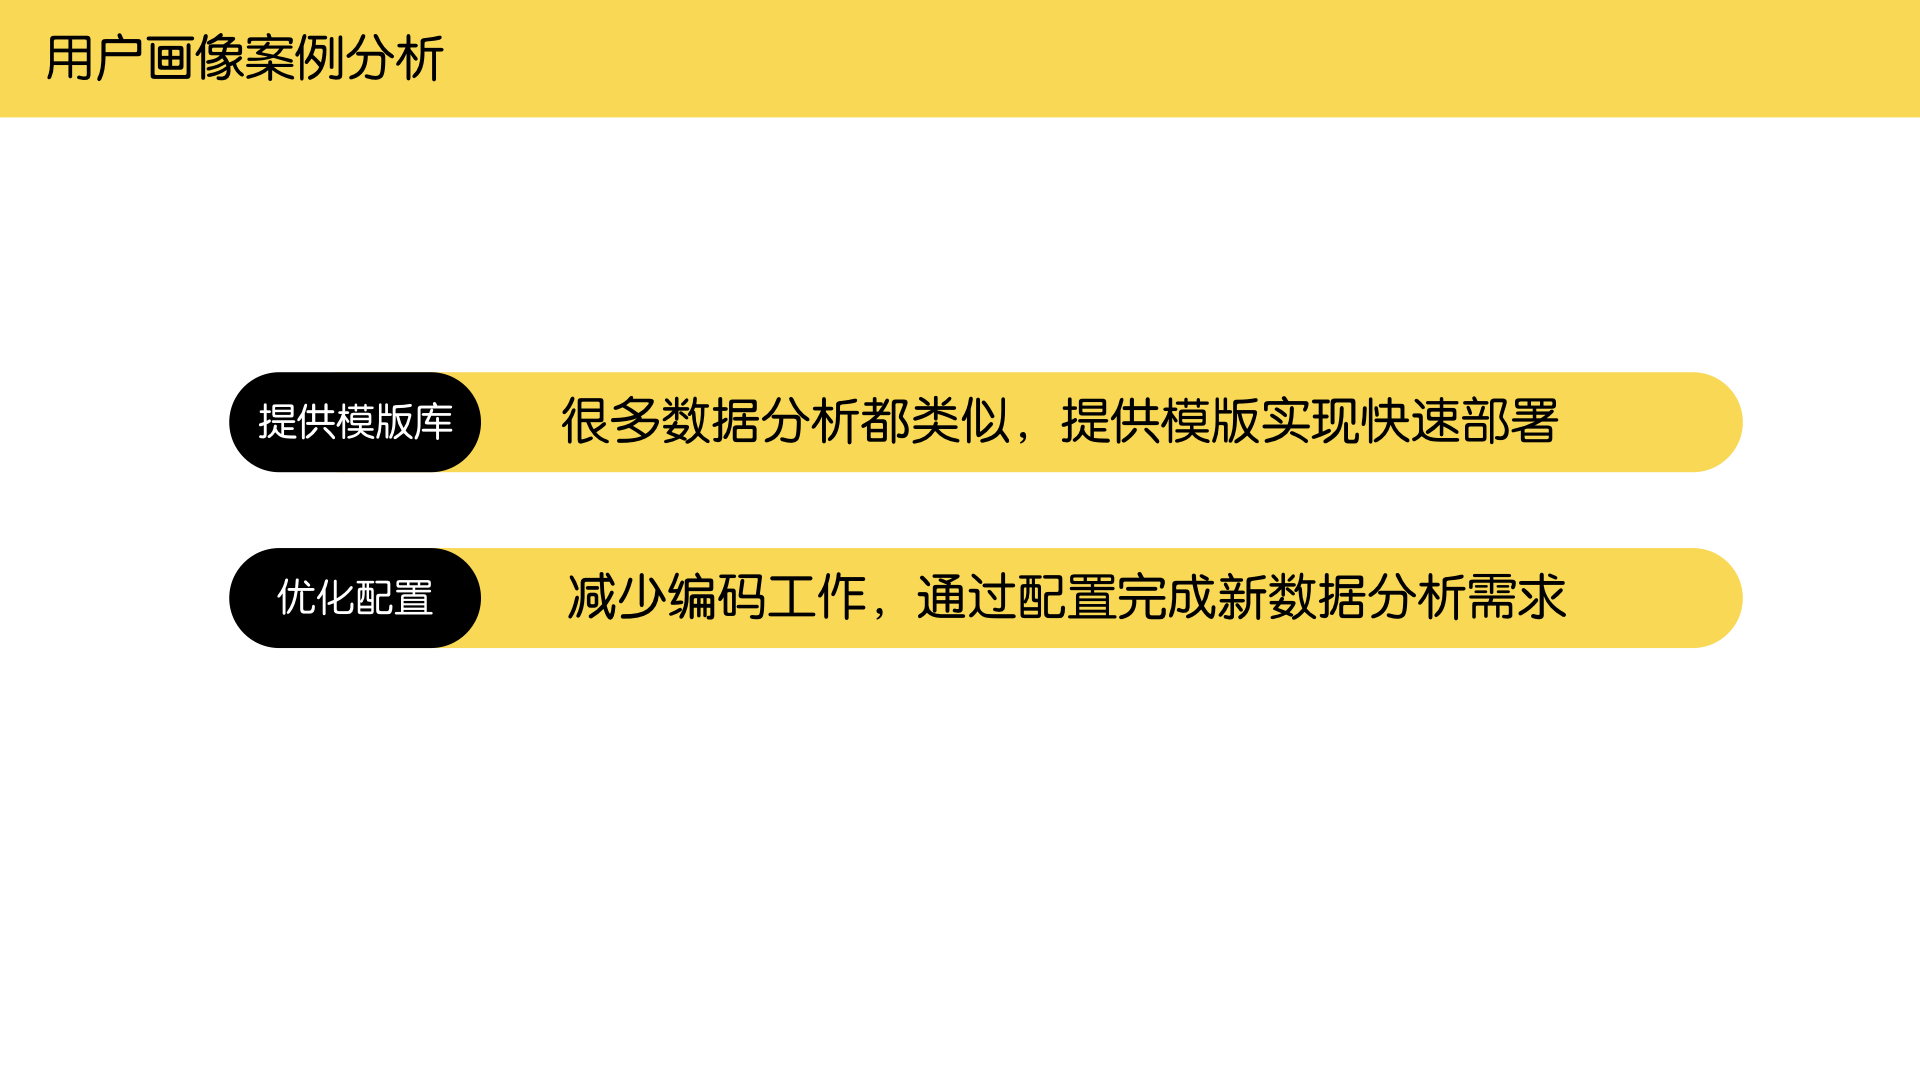 用户画像案例分析
提供模版库
很多数据分析都类似，提供模版实现快速部署
优化配置
减少编码工作，通过配置完成新数据分析需求